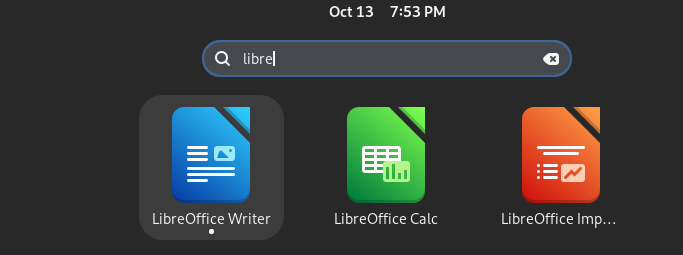 Oct 13 7:53 PM
libre
LibreOffice Writer
LibreOffice Calc
LibreOffice Imp…